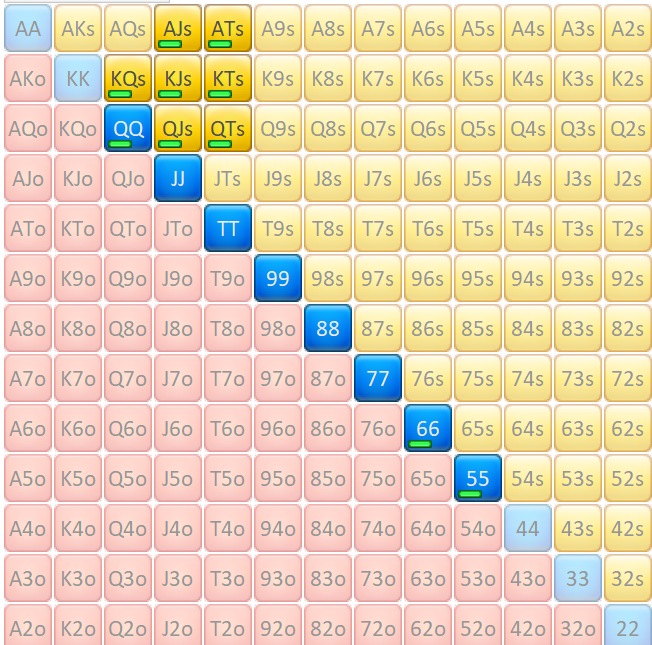 AA AKs AQs AJs ATs A9s A8s A7s A6s A5s A4s A3s A2s
AKo KK KQs KJs KTs K9s K8s K7s K6s K5s K4s K3s K2s
AQo KQo QQ QJs QTs Q9s Q8s Q7s Q6s Q5s Q4s Q3s Q2s
AJo KJo QJo JJ JTs J9s J8s J7s J6s J5s J4s J3s J2s
ATo KTo QTo JTo TT T9s T8s T7s T6s T5s T4s T3s T2s
A9o K9o Q9o J9o T9o 99 98s 97s 96s 95s 94s 93s 92s
A8o K8o Q8o J8o T8o 98o 88 87s 86s 85s 84s 83s 82s
A7o K7o Q7o J7o T7o 97o 87o 77 76s 75s 74s 73s 72s
A6o K6o Q6o J6o T6o 96o 86o 76o 66 65s 64s 63s 62s
A5o K5o Q5o J5o T5o 95o 85o 75o 65o 55 54s 53s 52s
A4o K4o Q4o J4o T4o 94o 84o 74o 64o 54o 44 43s 42s
A3o K3o Q3o J3o T3o 93o 83o 73o 63o 53o 43o 33 32s
A2o K2o Q2o J2o T2o 92o 82o 72o 62o 52o 42o 32o 22